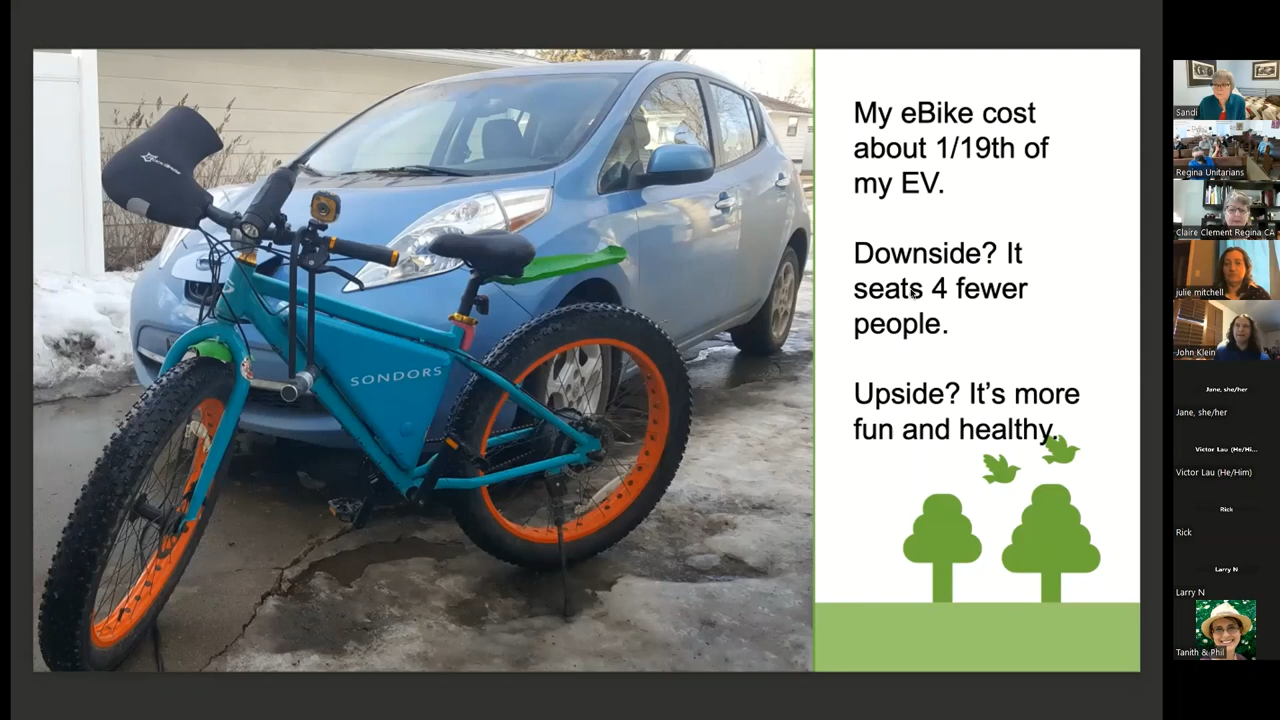 My eBike cost
about 1/19th of
my EV.
Downside? It
seats 4 fewer
people.
Upside? It’s more
fun and healthy.
SONDORS
Sandi
Regina Unitarians
Claire Clement Regina CA
julie mitchell
John Klein
Jane, she/her
Jane, she/her
Victor Lau (He/Hi...
Victor Lau (He/Him)
Rick
Rick
Larry N
Larry N
Tanith & Phil